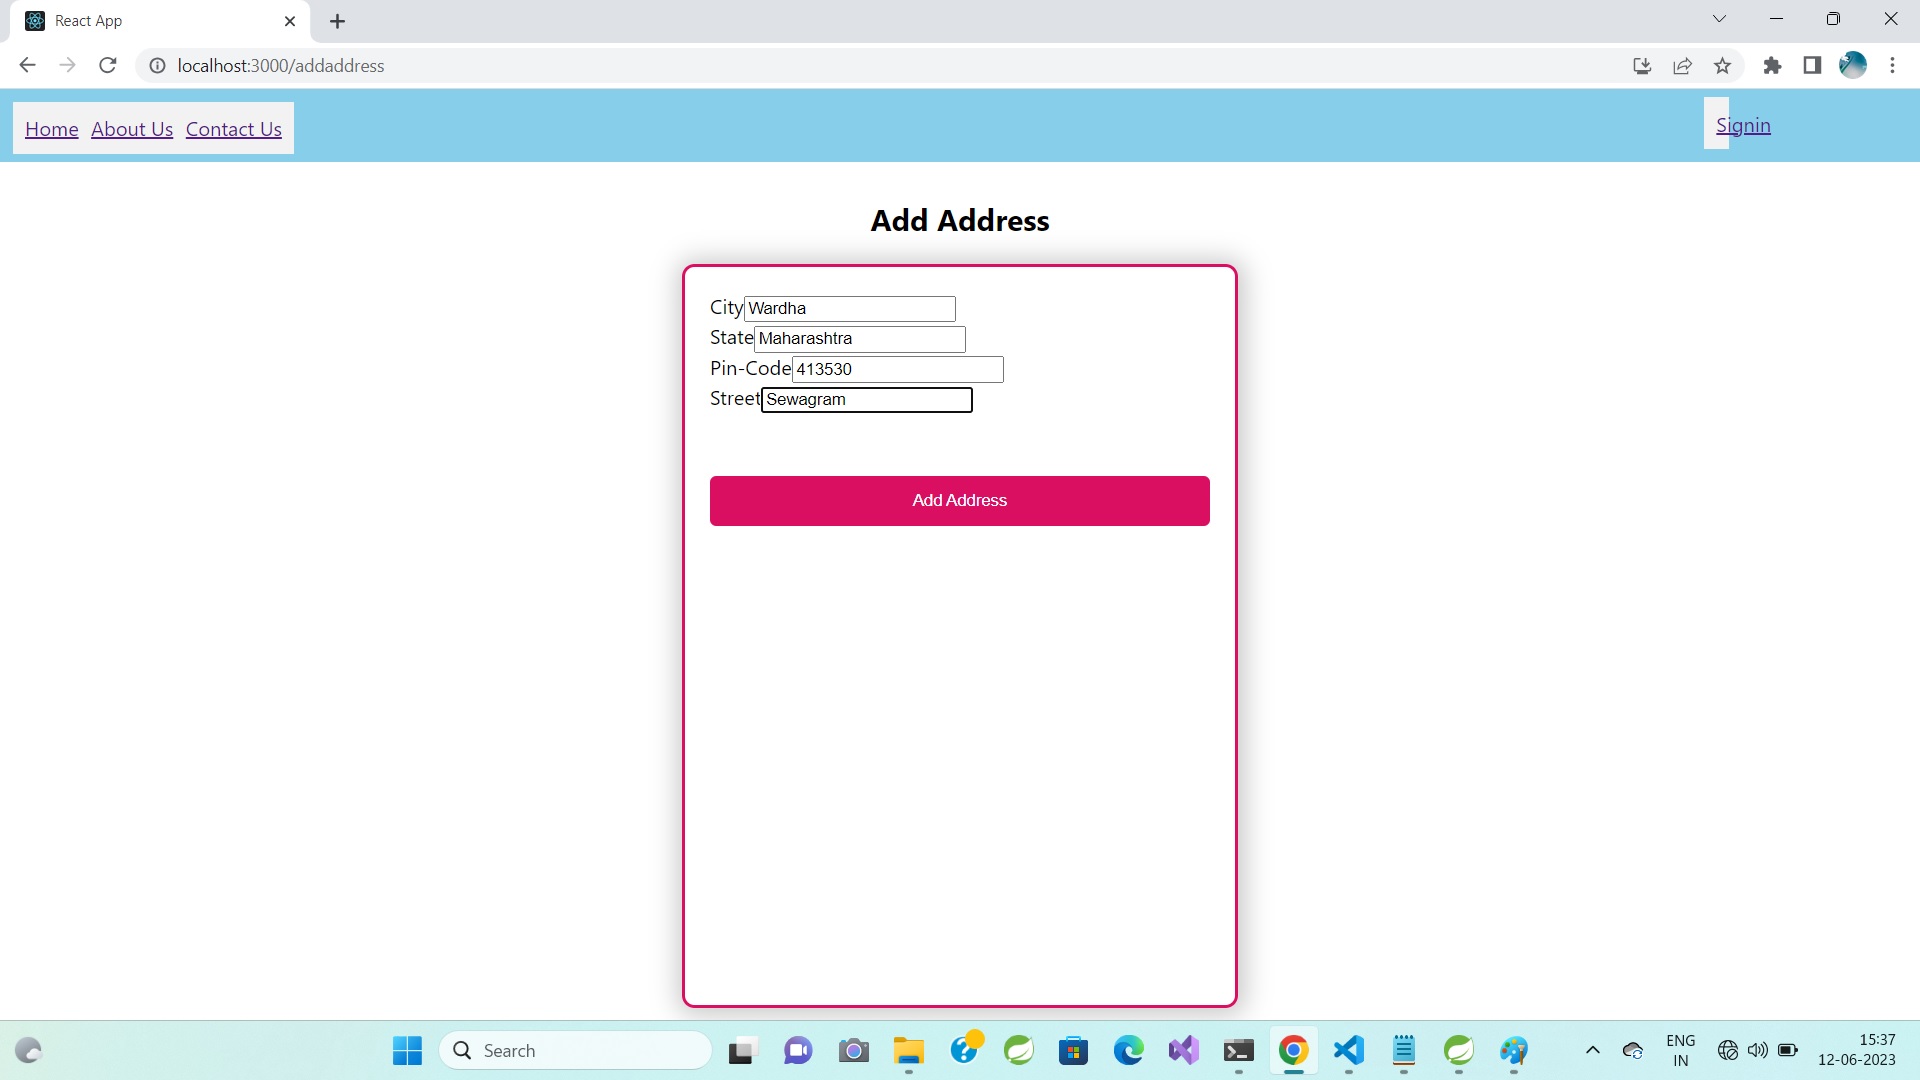 React App
localhost:3000/addaddress
Home About Us Contact Us
Signin
Add Address
City Wardha
State Maharashtra
Pin-Code 413530
Street Sewagram
Add Address
Search
ENG
IN
15:37
12-06-2023